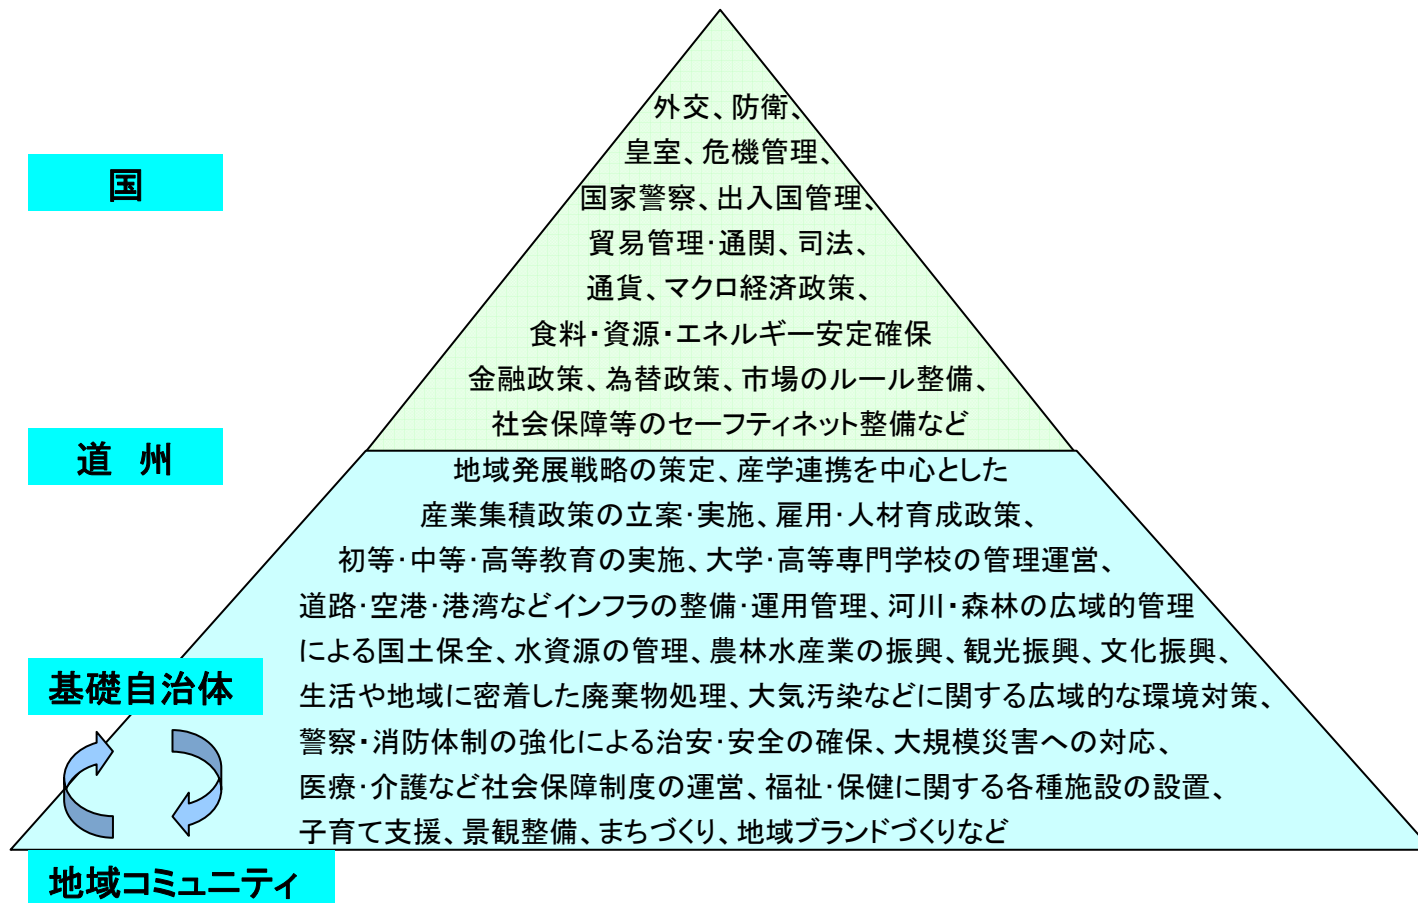 外交、防衛、
皇室、危機管理、
国
国家警察、出入国管理、
貿易管理・通関、司法、
通貨、マクロ経済政策、
食料・資源・エネルギー安定確保
金融政策、為替政策、市場のルール整備、
社会保障等のセーフティネット整備など
道　州
地域発展戦略の策定、産学連携を中心とした
産業集積政策の立案・実施、雇用・人材育成政策、
初等・中等・高等教育の実施、大学・高等専門学校の管理運営、
道路・空港・港湾などインフラの整備・運用管理、河川・森林の広域的管理
による国土保全、水資源の管理、農林水産業の振興、観光振興、文化振興、
基礎自治体
生活や地域に密着した廃棄物処理、大気汚染などに関する広域的な環境対策、
警察・消防体制の強化による治安・安全の確保、大規模災害への対応、
医療・介護など社会保障制度の運営、福祉・保健に関する各種施設の設置、
子育て支援、景観整備、まちづくり、地域ブランドづくりなど
地域コミュニティ